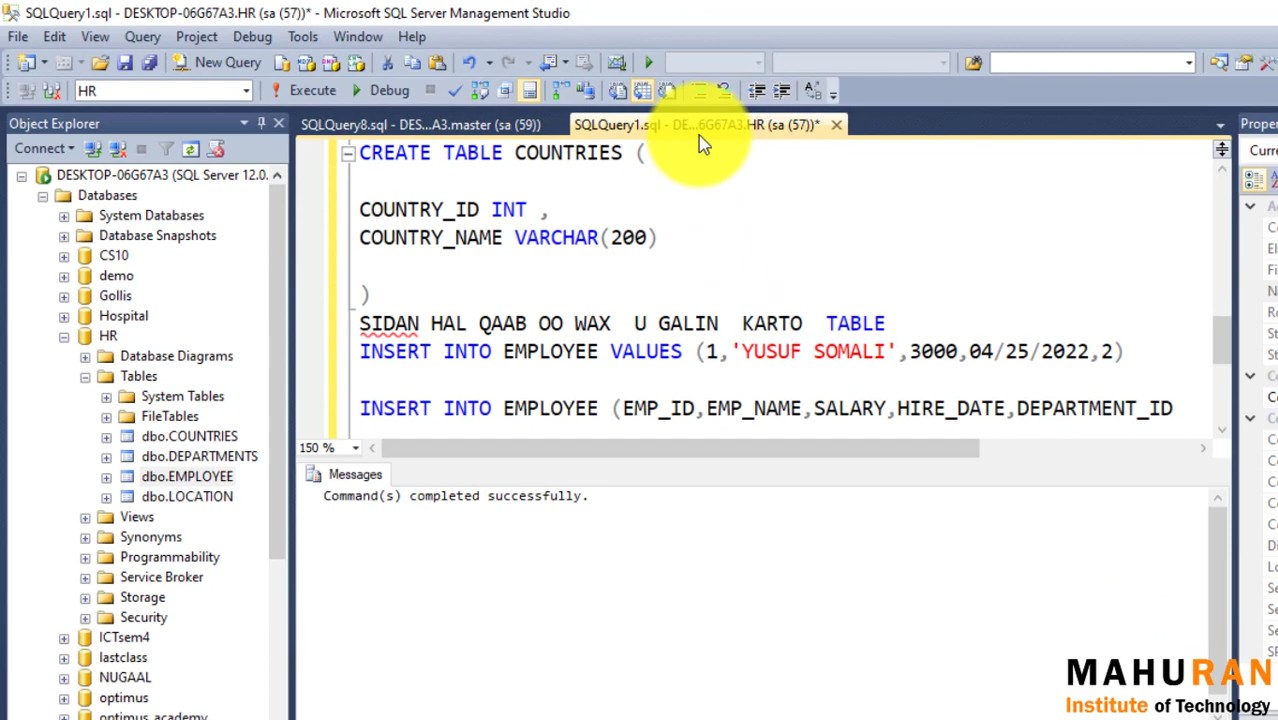 SQLQuery1.sql - DESKTOP-06G67A3.HR (sa (57))* - Microsoft SQL Server Management Studio
File Edit View Query Project Debug Tools Window Help
New Query
HR Execute Debug
Object Explorer
SQLQuery8.sql - DES...A3.master (sa (59))
SQLQuery1.sql - DE...6G67A3.HR (sa (57))*
Connect
DESKTOP-06G67A3 (SQL Server 12.0.
Databases
System Databases
Database Snapshots
CS10
demo
Gollis
Hospital
HR
Database Diagrams
Tables
System Tables
FileTables
dbo.COUNTRIES
dbo.DEPARTMENTS
dbo.EMPLOYEE
dbo.LOCATION
Views
Synonyms
Programmability
Service Broker
Storage
Security
ICTsem4
lastclass
NUGAAL
optimus
optimus_academy
CREATE TABLE COUNTRIES (
COUNTRY_ID INT ,
COUNTRY_NAME VARCHAR(200)
)
SIDAN HAL QAAB OO WAX U GALIN KARTO TABLE
INSERT INTO EMPLOYEE VALUES (1,'YUSUF SOMALI',3000,04/25/2022,2)
INSERT INTO EMPLOYEE (EMP_ID,EMP_NAME,SALARY,HIRE_DATE,DEPARTMENT_ID
150 %
Messages
Command(s) completed successfully.
Proper
Curre
MAHURAN
Institute of Technology